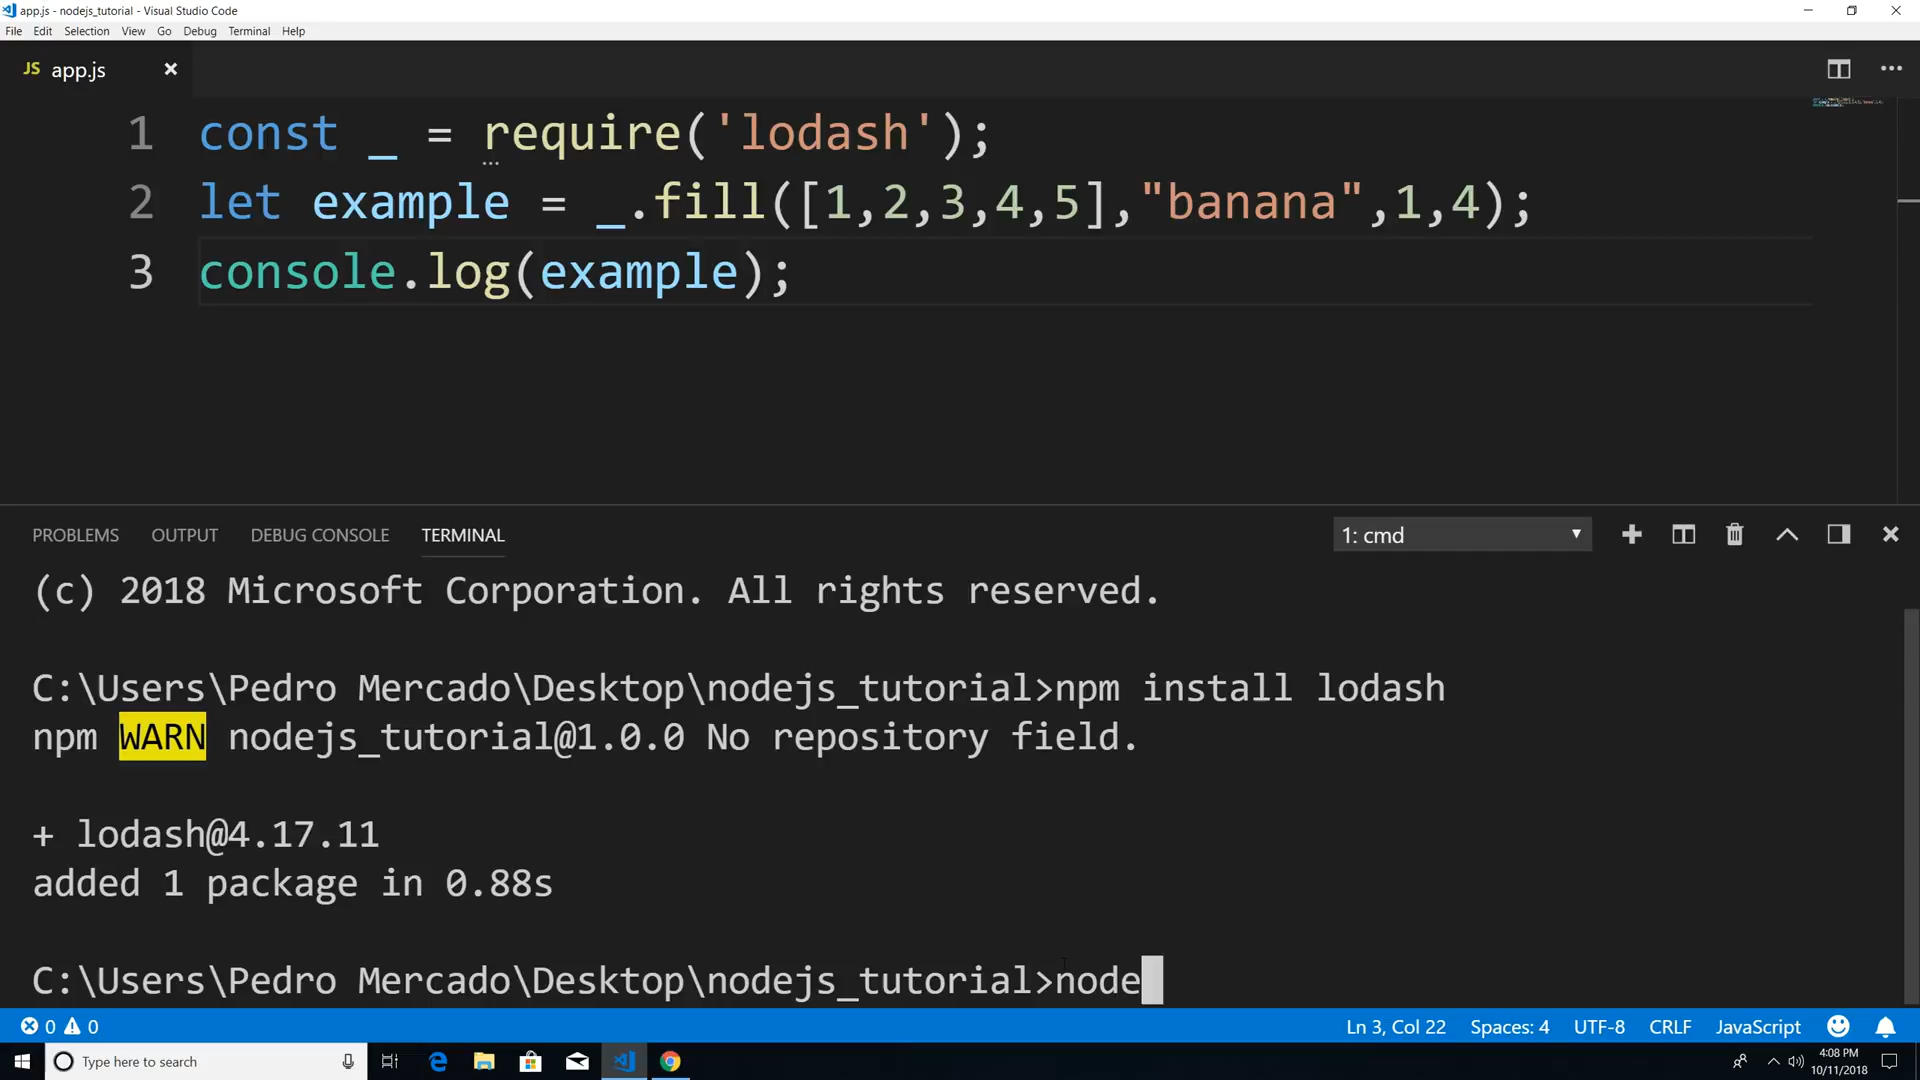 app.js - nodejs_tutorial - Visual Studio Code
File Edit Selection View Go Debug Terminal Help
JS app.js
1 const _ = require('lodash');
2 let example = _.fill([1,2,3,4,5],"banana",1,4);
3 console.log(example);
PROBLEMS OUTPUT DEBUG CONSOLE TERMINAL 1: cmd
(c) 2018 Microsoft Corporation. All rights reserved.
C:\Users\Pedro Mercado\Desktop\nodejs_tutorial>npm install lodash
npm WARN nodejs_tutorial@1.0.0 No repository field.
+ lodash@4.17.11
added 1 package in 0.88s
C:\Users\Pedro Mercado\Desktop\nodejs_tutorial>node
0 0 Ln 3, Col 22 Spaces: 4 UTF-8 CRLF JavaScript
Type here to search
4:08 PM
10/11/2018